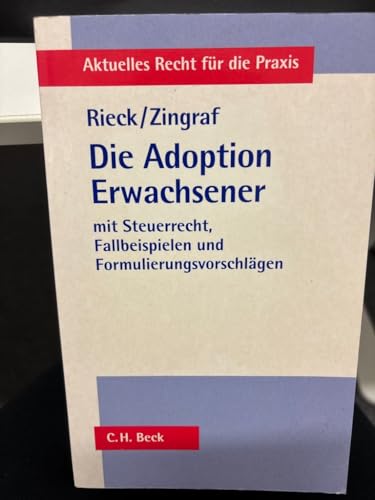 Aktuelles Recht für die Praxis
Rieck/Zingraf
Die Adoption
Erwachsener
mit Steuerrecht,
Fallbeispielen und
Formulierungsvorschlägen
C.H.Beck